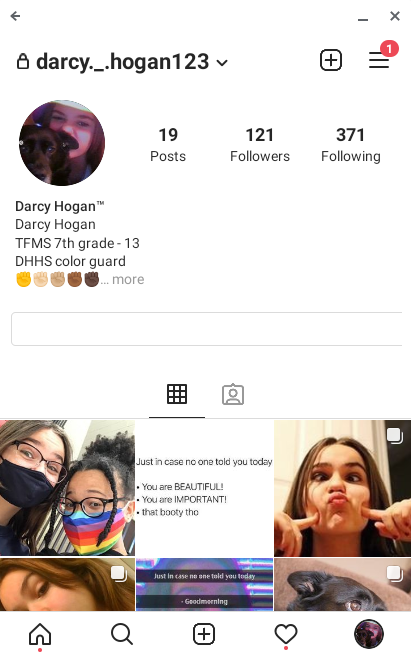 darcy._.hogan123
1
19 121 371
Posts Followers Following
Darcy Hogan™
Darcy Hogan
TFMS 7th grade - 13
DHHS color guard
✊✊🏻✊🏼✊🏾✊🏿... more
Just in case no one told you today
• You are BEAUTIFUL!
• You are IMPORTANT!
• that booty tho
Just in case no one told you today
- Goodmorning